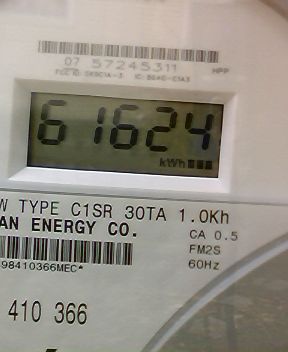 07 57245311
HPP
61624
kWh
W TYPE C1SR 30TA 1.0Kh
AN ENERGY CO.
CA 0.5
FM2S
60Hz
98410366MEC*
410 366